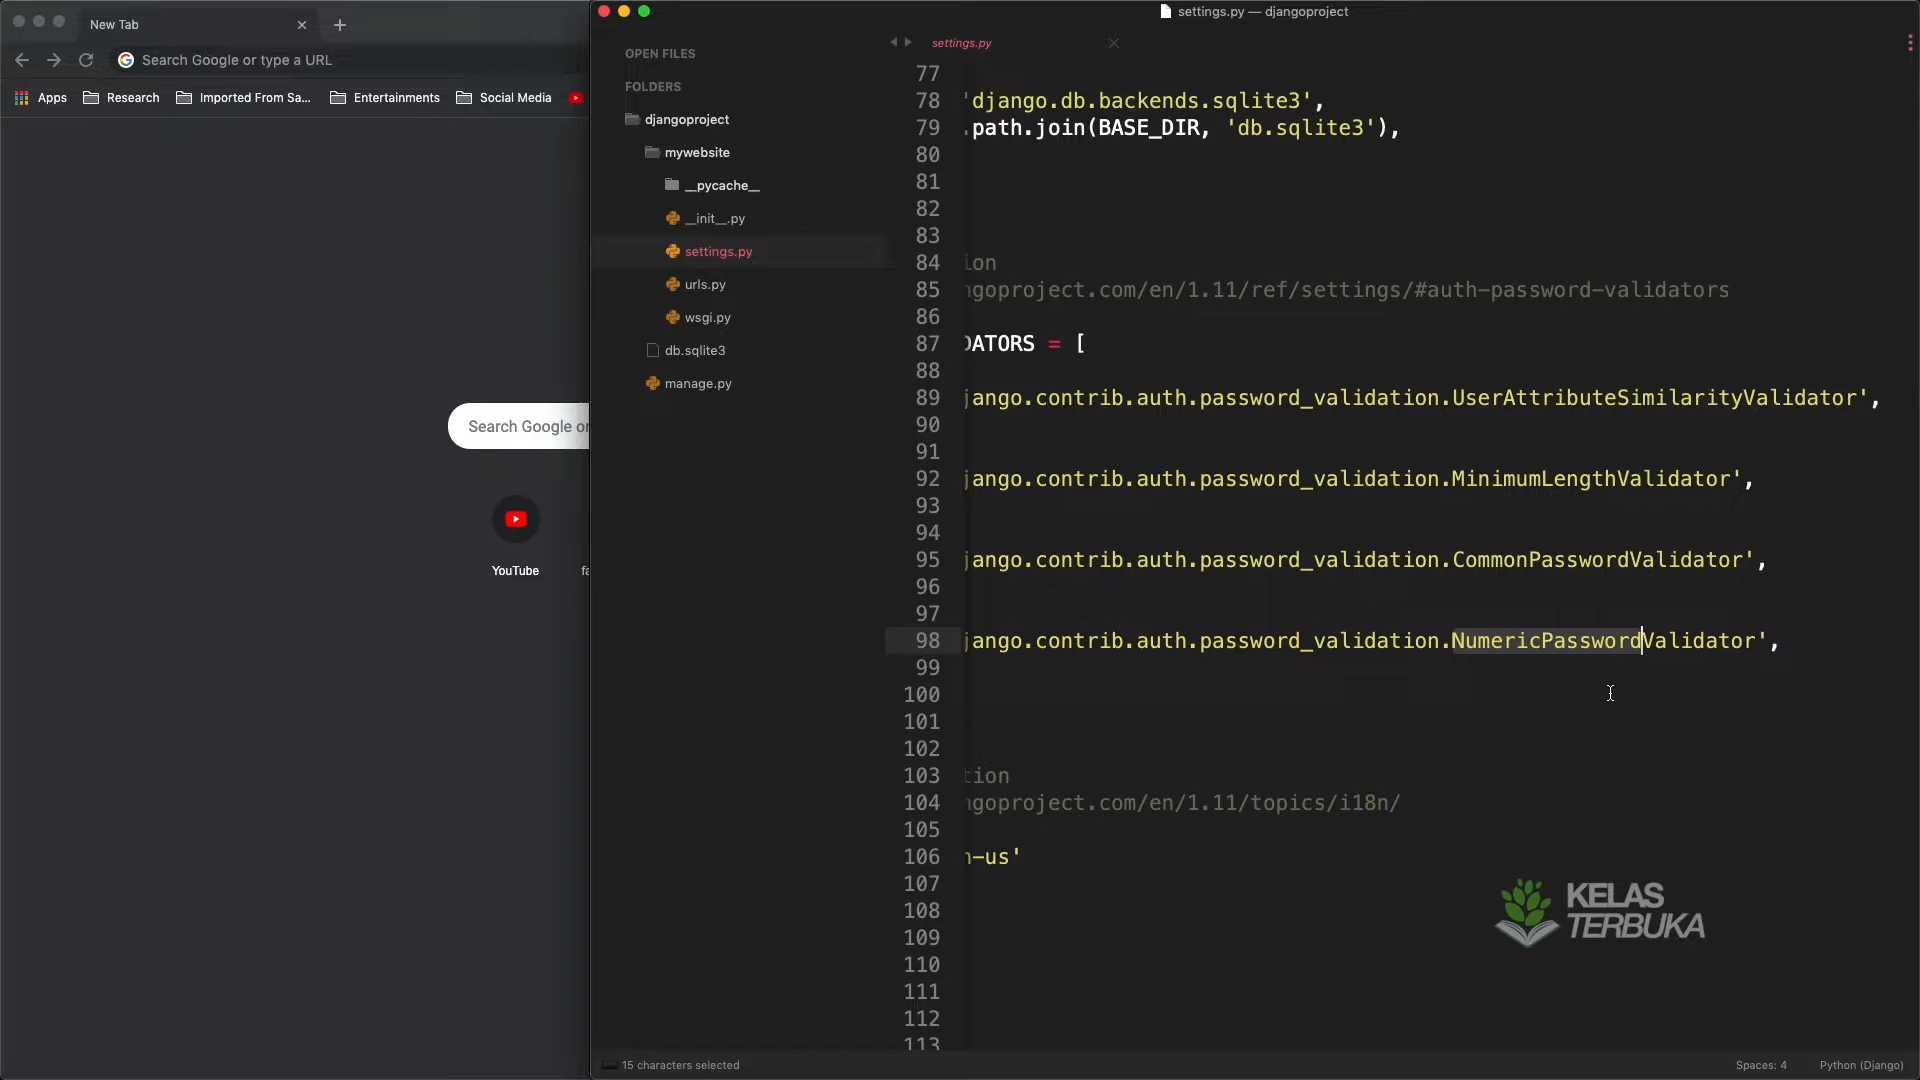 New Tab
Search Google or type a URL
Apps
Research
Imported From Sa...
Entertainments
Social Media
Search Google or
YouTube
settings.py — djangoproject
OPEN FILES
FOLDERS
djangoproject
mywebsite
__pycache__
__init__.py
settings.py
urls.py
wsgi.py
db.sqlite3
manage.py
settings.py
77
78 'django.db.backends.sqlite3',
79 .path.join(BASE_DIR, 'db.sqlite3'),
80
81
82
83
84 ion
85 ngoproject.com/en/1.11/ref/settings/#auth-password-validators
86
87 DATORS = [
88
89 jango.contrib.auth.password_validation.UserAttributeSimilarityValidator',
90
91
92 jango.contrib.auth.password_validation.MinimumLengthValidator',
93
94
95 jango.contrib.auth.password_validation.CommonPasswordValidator',
96
97
98 jango.contrib.auth.password_validation.NumericPasswordValidator',
99
100
101
102
103 tion
104 ngoproject.com/en/1.11/topics/i18n/
105
106 n-us'
107
108
109
110
111
112
113
KELAS
TERBUKA
15 characters selected
Spaces: 4
Python (Django)